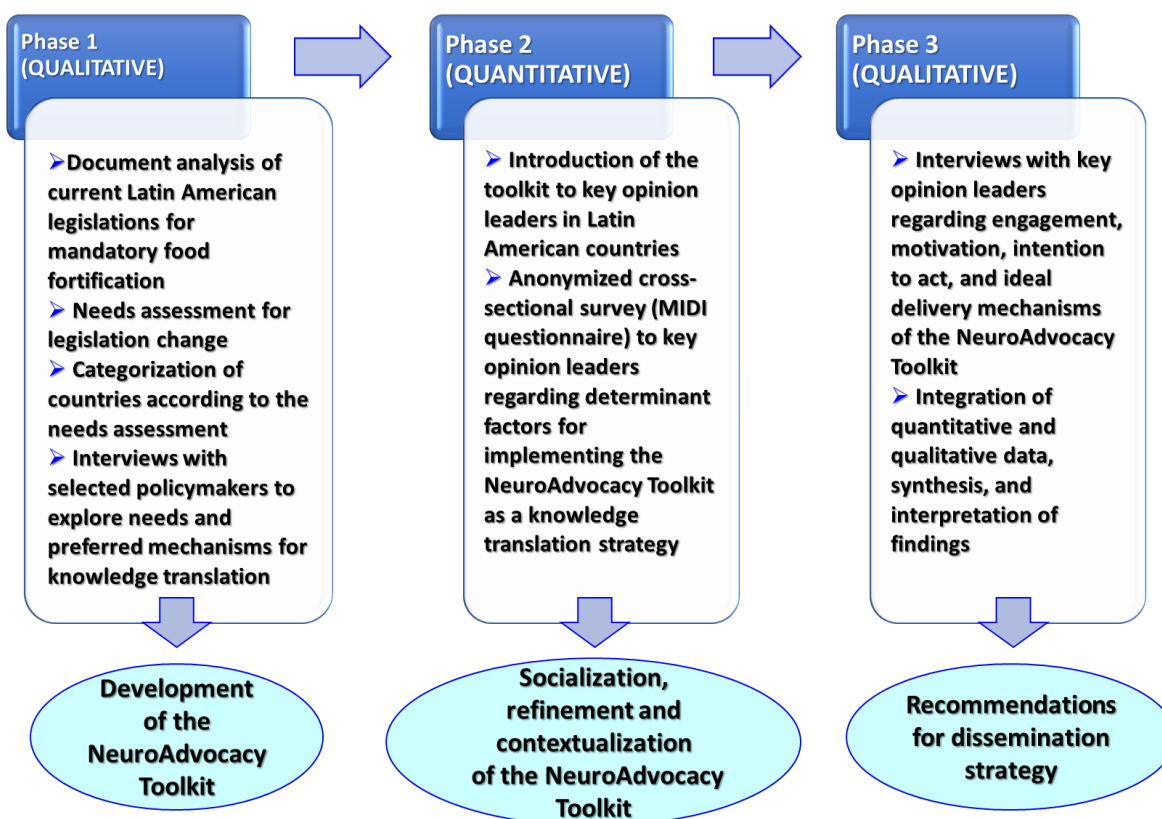 Phase 1
(QUALITATIVE)
➢Document analysis of
current Latin American
legislations for
mandatory food
fortification
➢ Needs assessment for
legislation change
➢ Categorization of
countries according to the
needs assessment
➢ Interviews with
selected policymakers to
explore needs and
preferred mechanisms for
knowledge translation
Development
of the
NeuroAdvocacy
Toolkit
Phase 2
(QUANTITATIVE)
➢ Introduction of the
toolkit to key opinion
leaders in Latin
American countries
➢ Anonymized cross-
sectional survey (MIDI
questionnaire) to key
opinion leaders
regarding determinant
factors for
implementing the
NeuroAdvocacy Toolkit
as a knowledge
translation strategy
Socialization,
refinement and
contextualization
of the NeuroAdvocacy
Toolkit
Phase 3
(QUALITATIVE)
➢ Interviews with key
opinion leaders
regarding engagement,
motivation, intention
to act, and ideal
delivery mechanisms
of the NeuroAdvocacy
Toolkit
➢ Integration of
quantitative and
qualitative data,
synthesis, and
interpretation of
findings
Recommendations
for dissemination
strategy